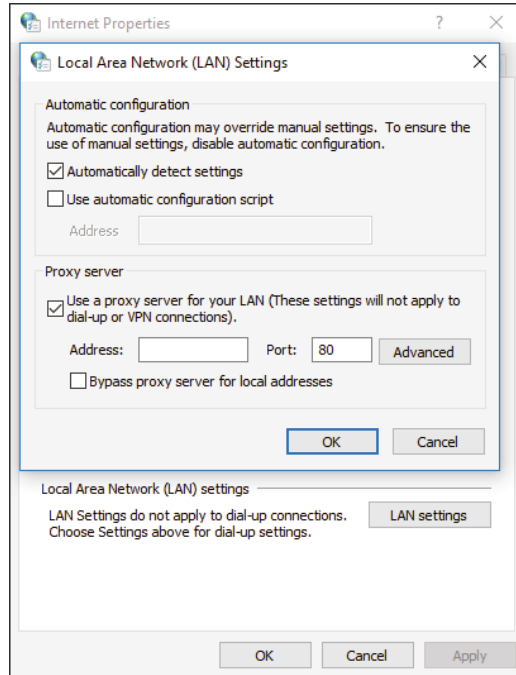 Internet Properties
?
Local Area Network (LAN) Settings
Automatic configuration
Automatic configuration may override manual settings. To ensure the
use of manual settings, disable automatic configuration.
Automatically detect settings
Use automatic configuration script
Address
Proxy server
Use a proxy server for your LAN (These settings will not apply to
dial-up or VPN connections).
Address: Port: 80 Advanced
Bypass proxy server for local addresses
OK Cancel
Local Area Network (LAN) settings
LAN Settings do not apply to dial-up connections. LAN settings
Choose Settings above for dial-up settings.
OK Cancel Apply